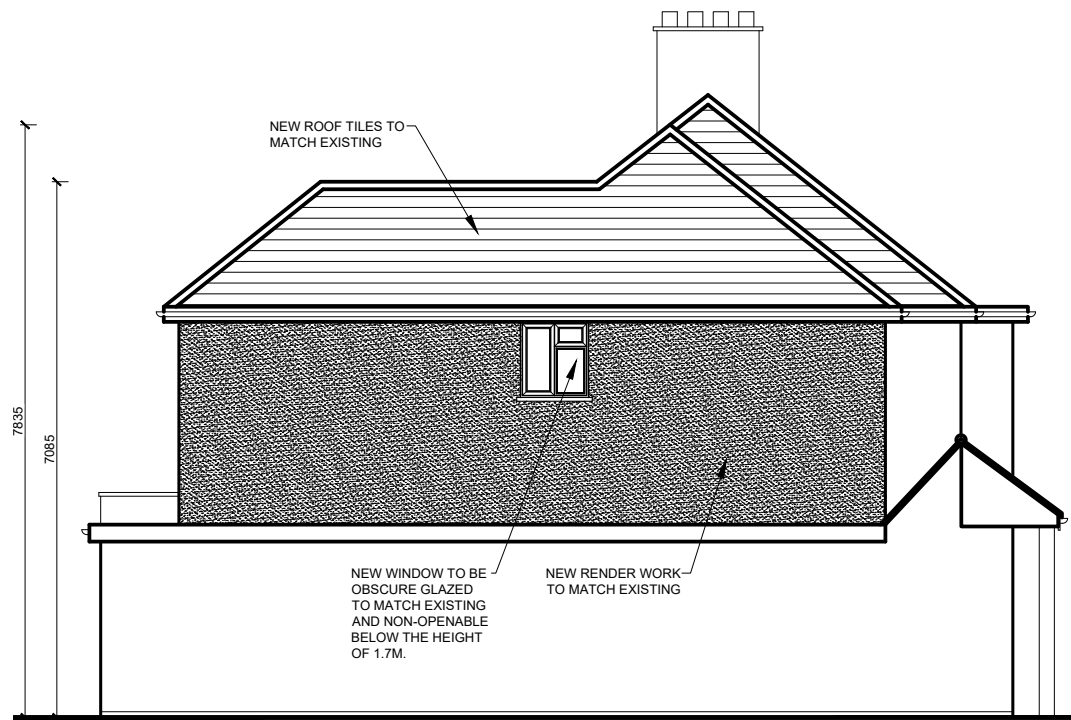 NEW ROOF TILES TO
MATCH EXISTING
7835
7085
NEW WINDOW TO BE
OBSCURE GLAZED
TO MATCH EXISTING
AND NON-OPENABLE
BELOW THE HEIGHT
OF 1.7M.
NEW RENDER WORK
TO MATCH EXISTING